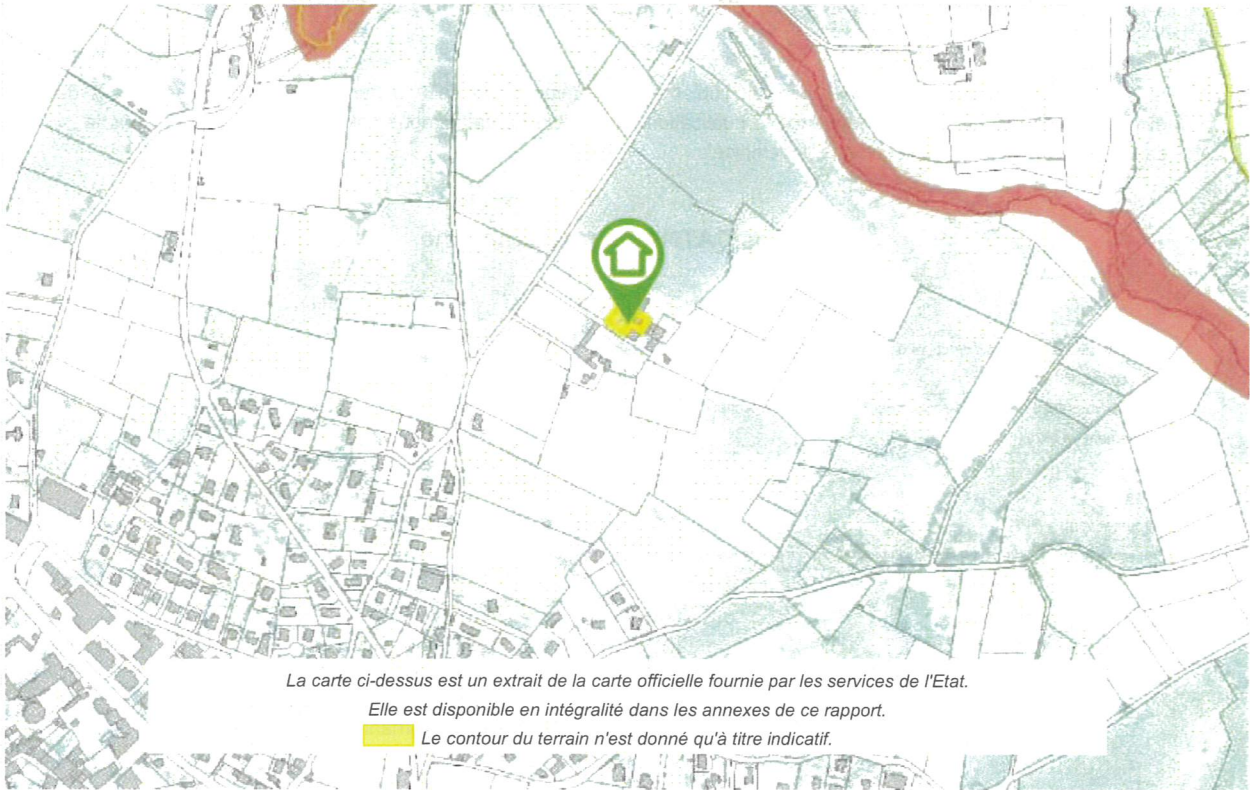 La carte ci-dessus est un extrait de la carte officielle fournie par les services de l'Etat.
Elle est disponible en intégralité dans les annexes de ce rapport.
Le contour du terrain n'est donné qu'à titre indicatif.